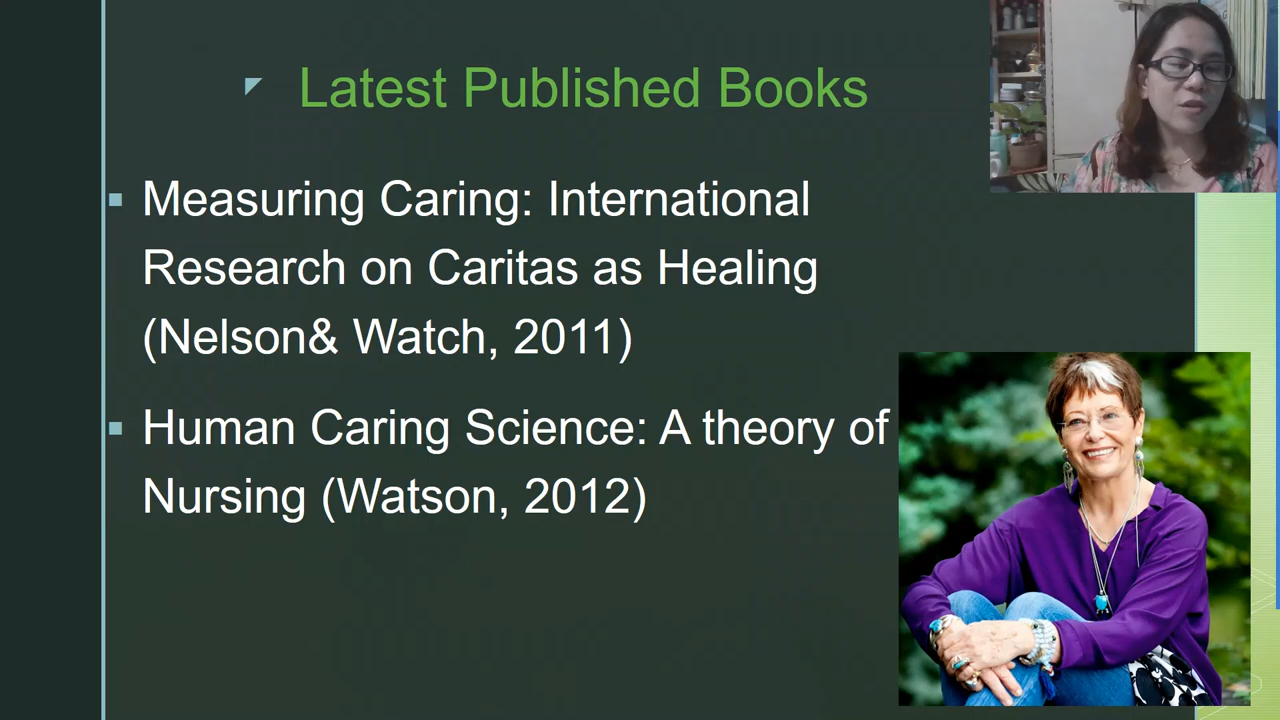 Latest Published Books
Measuring Caring: International
Research on Caritas as Healing
(Nelson& Watch, 2011)
Human Caring Science: A theory of
Nursing (Watson, 2012)